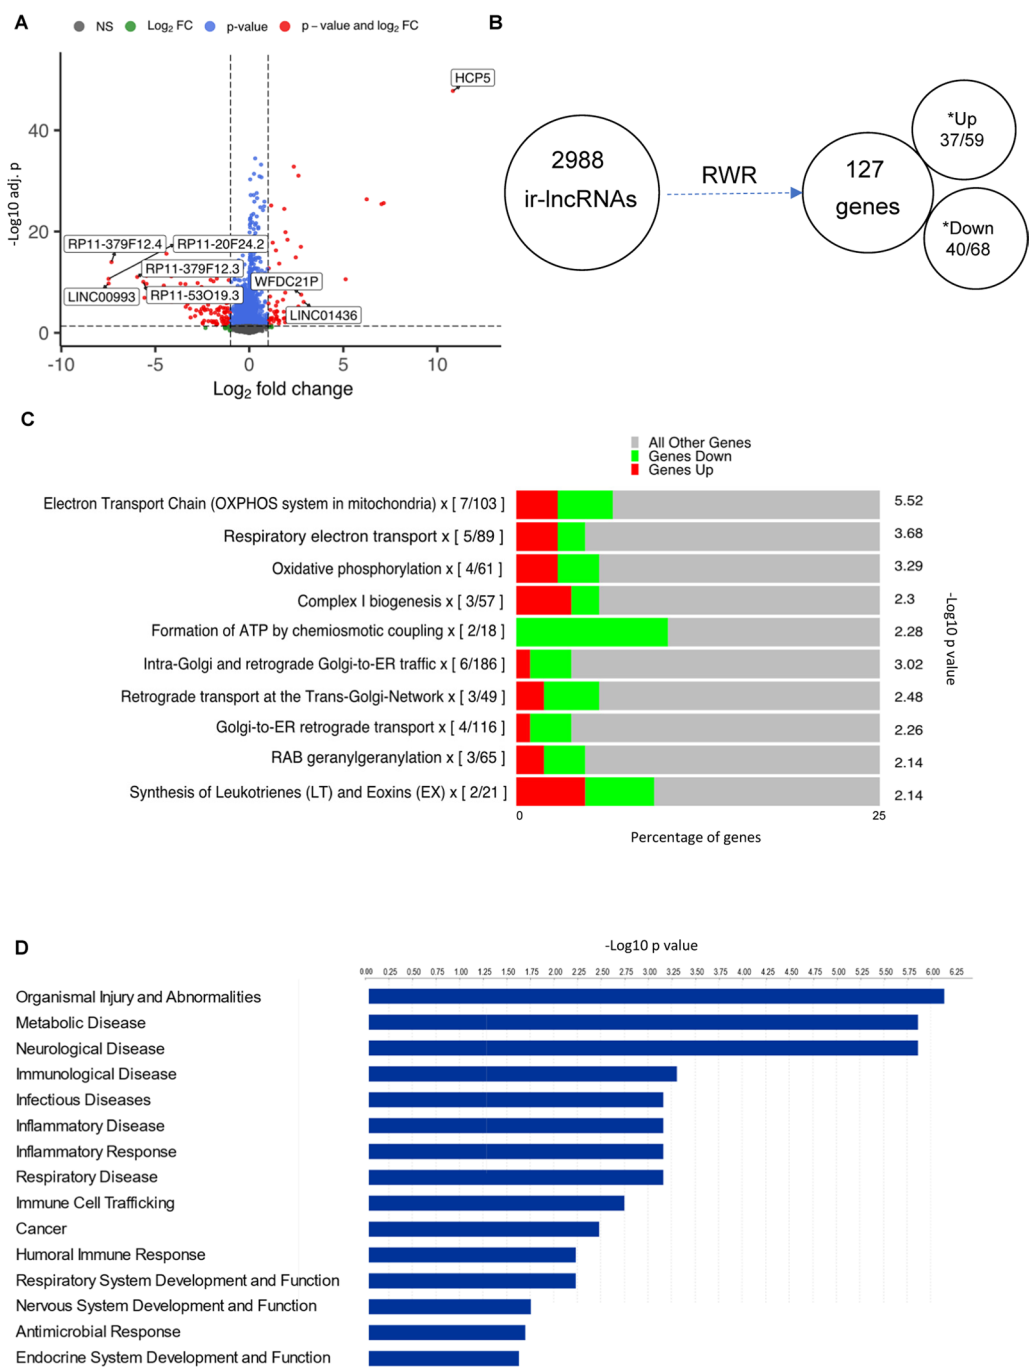 A
NS Log2 FC p-value p − value and log2 FC
B
HCP5
40
20
0
-Log10 adj. p
RP11-379F12.4
RP11-20F24.2
RP11-379F12.3
WFDC21P
LINC00993
RP11-53O19.3
LINC01436
-10 -5 0 5 10
Log2 fold change
2988
ir-lncRNAs
RWR
127
genes
*Up
37/59
*Down
40/68
C
All Other Genes
Genes Down
Genes Up
Electron Transport Chain (OXPHOS system in mitochondria) x [ 7/103 ] 5.52
Respiratory electron transport x [ 5/89 ] 3.68
Oxidative phosphorylation x [ 4/61 ] 3.29
Complex I biogenesis x [ 3/57 ] 2.3
Formation of ATP by chemiosmotic coupling x [ 2/18 ] 2.28
Intra-Golgi and retrograde Golgi-to-ER traffic x [ 6/186 ] 3.02
Retrograde transport at the Trans-Golgi-Network x [ 3/49 ] 2.48
Golgi-to-ER retrograde transport x [ 4/116 ] 2.26
RAB geranylgeranylation x [ 3/65 ] 2.14
Synthesis of Leukotrienes (LT) and Eoxins (EX) x [ 2/21 ] 2.14
-Log10 p value
0 25
Percentage of genes
D
-Log10 p value
0.00 0.25 0.50 0.75 1.00 1.25 1.50 1.75 2.00 2.25 2.50 2.75 3.00 3.25 3.50 3.75 4.00 4.25 4.50 4.75 5.00 5.25 5.50 5.75 6.00 6.25
Organismal Injury and Abnormalities
Metabolic Disease
Neurological Disease
Immunological Disease
Infectious Diseases
Inflammatory Disease
Inflammatory Response
Respiratory Disease
Immune Cell Trafficking
Cancer
Humoral Immune Response
Respiratory System Development and Function
Nervous System Development and Function
Antimicrobial Response
Endocrine System Development and Function